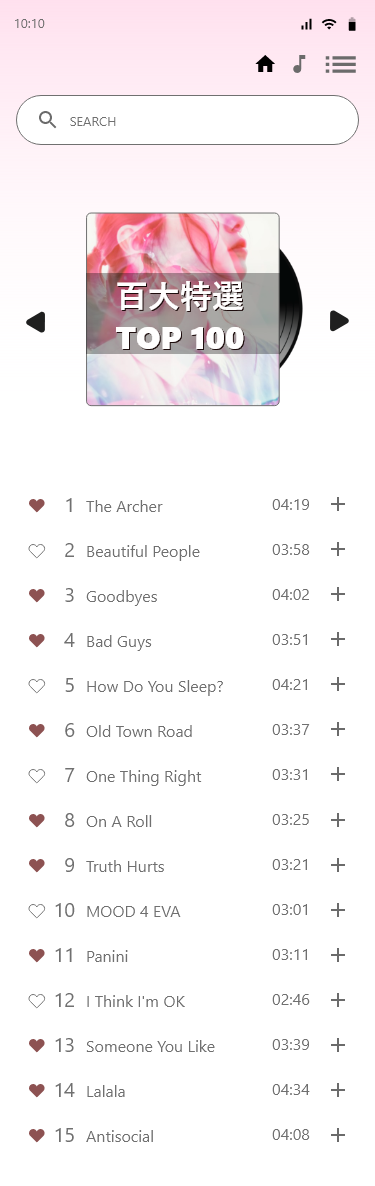 10:10
SEARCH
百大特選
TOP 100
1 The Archer 04:19
2 Beautiful People 03:58
3 Goodbyes 04:02
4 Bad Guys 03:51
5 How Do You Sleep? 04:21
6 Old Town Road 03:37
7 One Thing Right 03:31
8 On A Roll 03:25
9 Truth Hurts 03:21
10 MOOD 4 EVA 03:01
11 Panini 03:11
12 I Think I'm OK 02:46
13 Someone You Like 03:39
14 Lalala 04:34
15 Antisocial 04:08